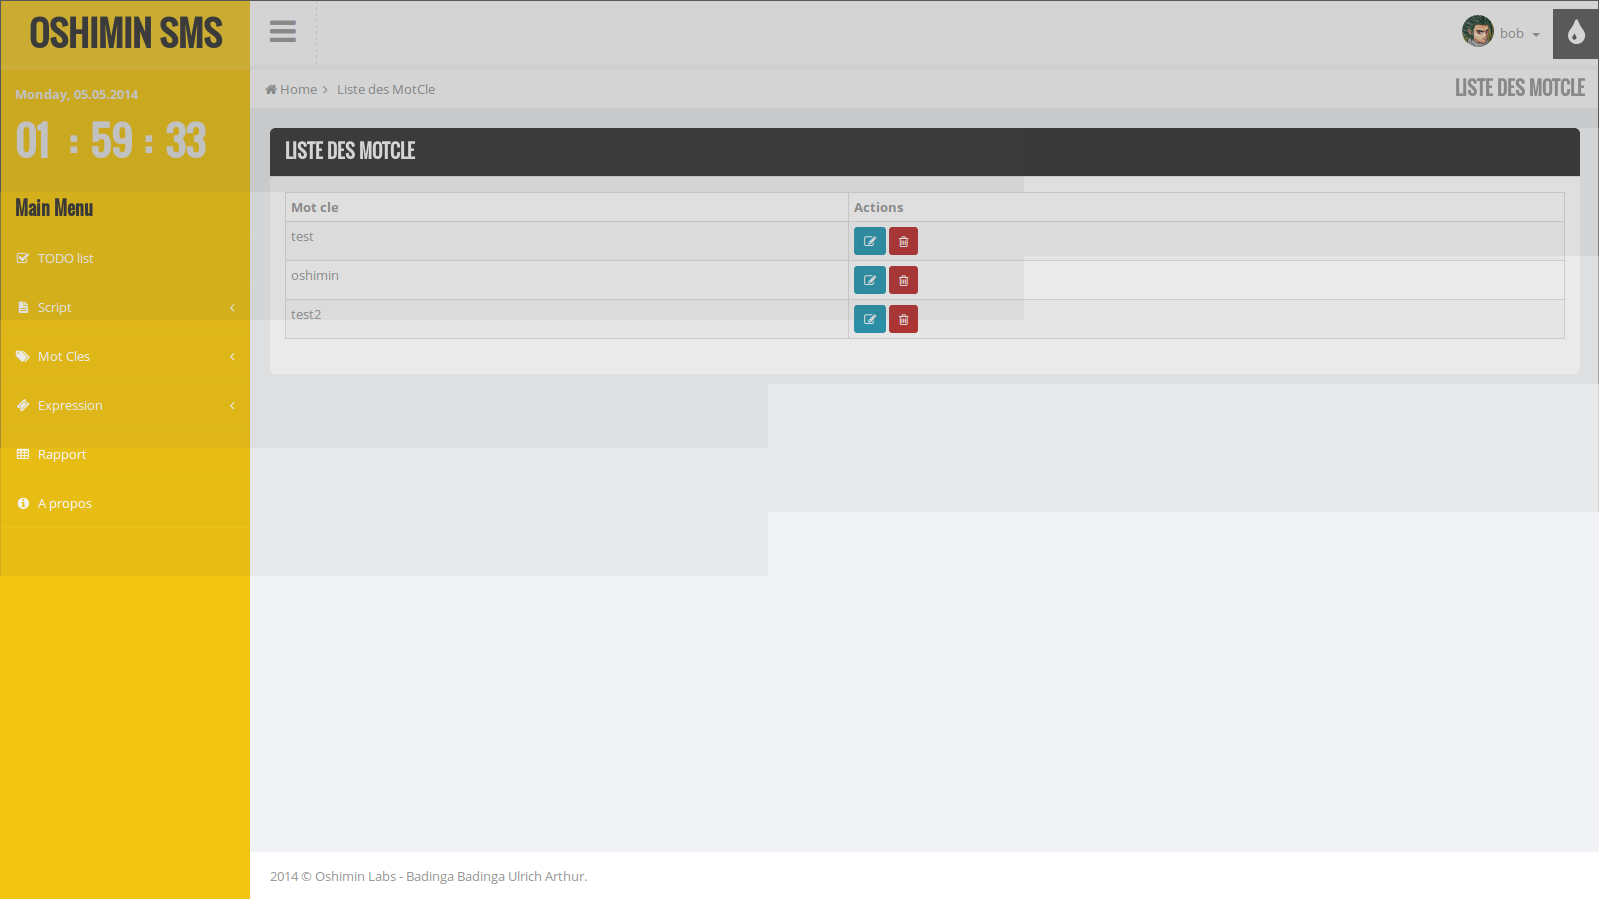 OSHIMIN SMS
bob
Monday, 05.05.2014
01 : 59 : 33
Home > Liste des MotCle
LISTE DES MOTCLE
LISTE DES MOTCLE
Main Menu
TODO list
Script
Mot Cles
Expression
Rapport
A propos
Mot cle Actions
test
oshimin
test2
2014 © Oshimin Labs - Badinga Badinga Ulrich Arthur.